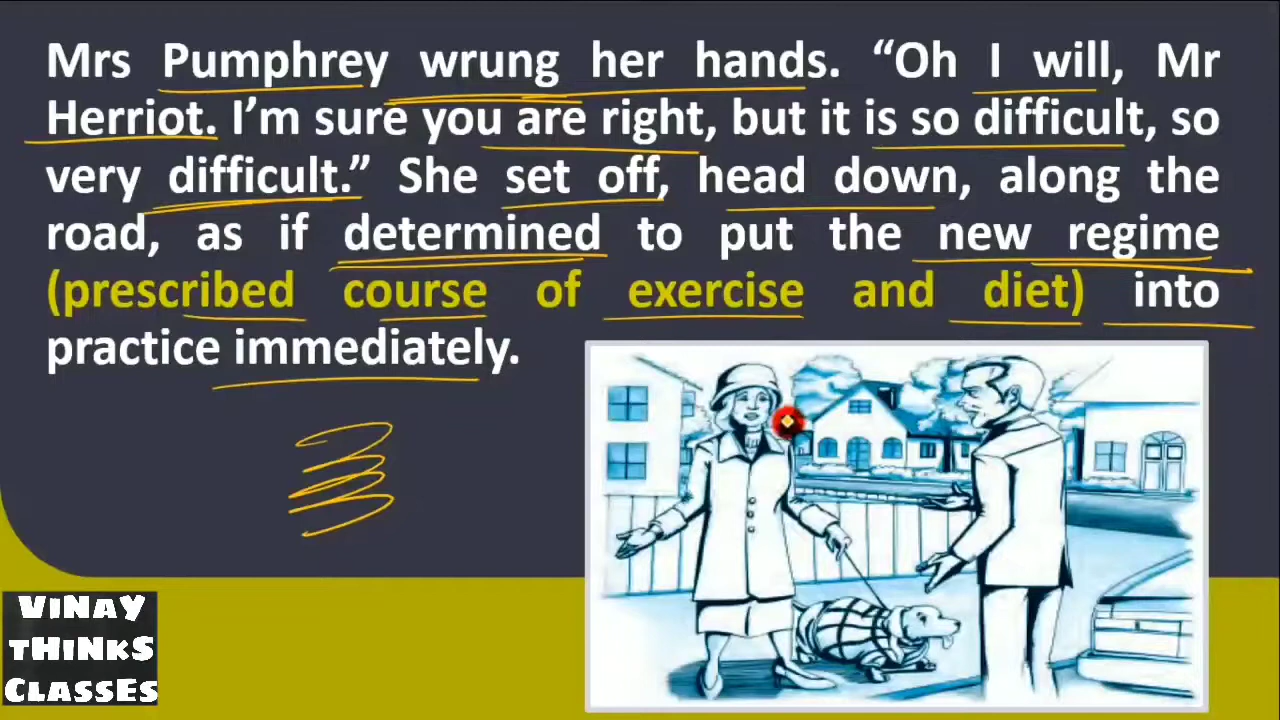 Mrs Pumphrey wrung her hands. “Oh I will, Mr
Herriot. I’m sure you are right, but it is so difficult, so
very difficult.” She set off, head down, along the
road, as if determined to put the new regime
(prescribed course of exercise and diet) into
practice immediately.
VINAY
THINKS
CLASSES